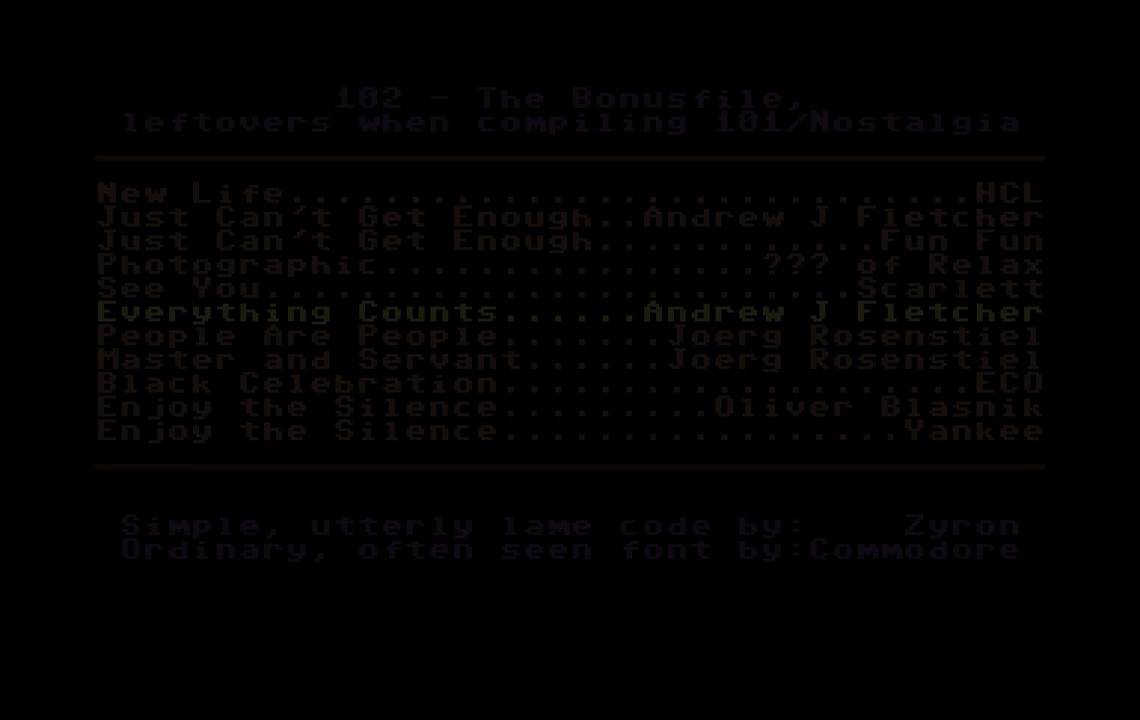 102 - The Bonusfile,
leftovers when compiling 101/Nostalgia
New Life.............................HCL
Just Can't Get Enough..Andrew J Fletcher
Just Can't Get Enough............Fun Fun
Photographic................??? of Relax
See You.........................Scarlett
Everything Counts......Andrew J Fletcher
People Are People.......Joerg Rosenstiel
Master and Servant......Joerg Rosenstiel
Black Celebration....................ECO
Enjoy the Silence.........Oliver Blasnik
Enjoy the Silence.................Yankee
Simple, utterly lame code by:    Zyron
Ordinary, often seen font by:Commodore